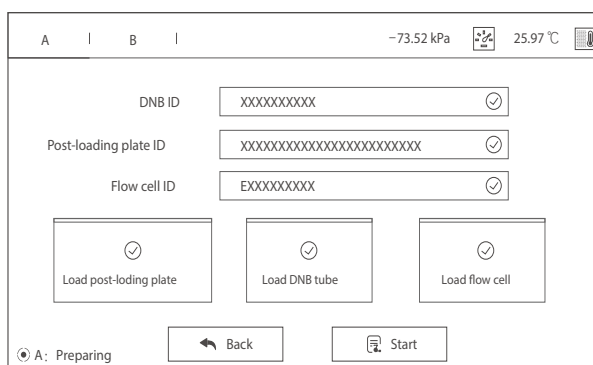 A B -73.52 kPa 25.97 ℃
DNB ID XXXXXXXXXX
Post-loading plate ID XXXXXXXXXXXXXXXXXXXXXXXX
Flow cell ID EXXXXXXXXX
Load post-loding plate Load DNB tube Load flow cell
Back Start
A: Preparing